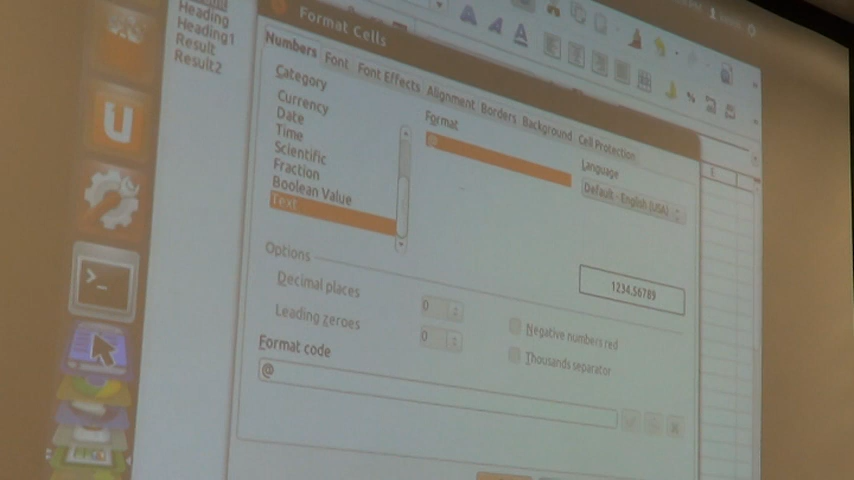 Heading
Heading1
Result
Result2
Format Cells
Numbers
Font
Font Effects
Alignment
Borders
Background
Cell Protection
Category
Currency
Date
Time
Scientific
Fraction
Boolean Value
Text
Format
@
Language
Default - English (USA)
1234.56789
Options
Decimal places
0
Leading zeroes
0
Negative numbers red
Thousands separator
Format code
@
E